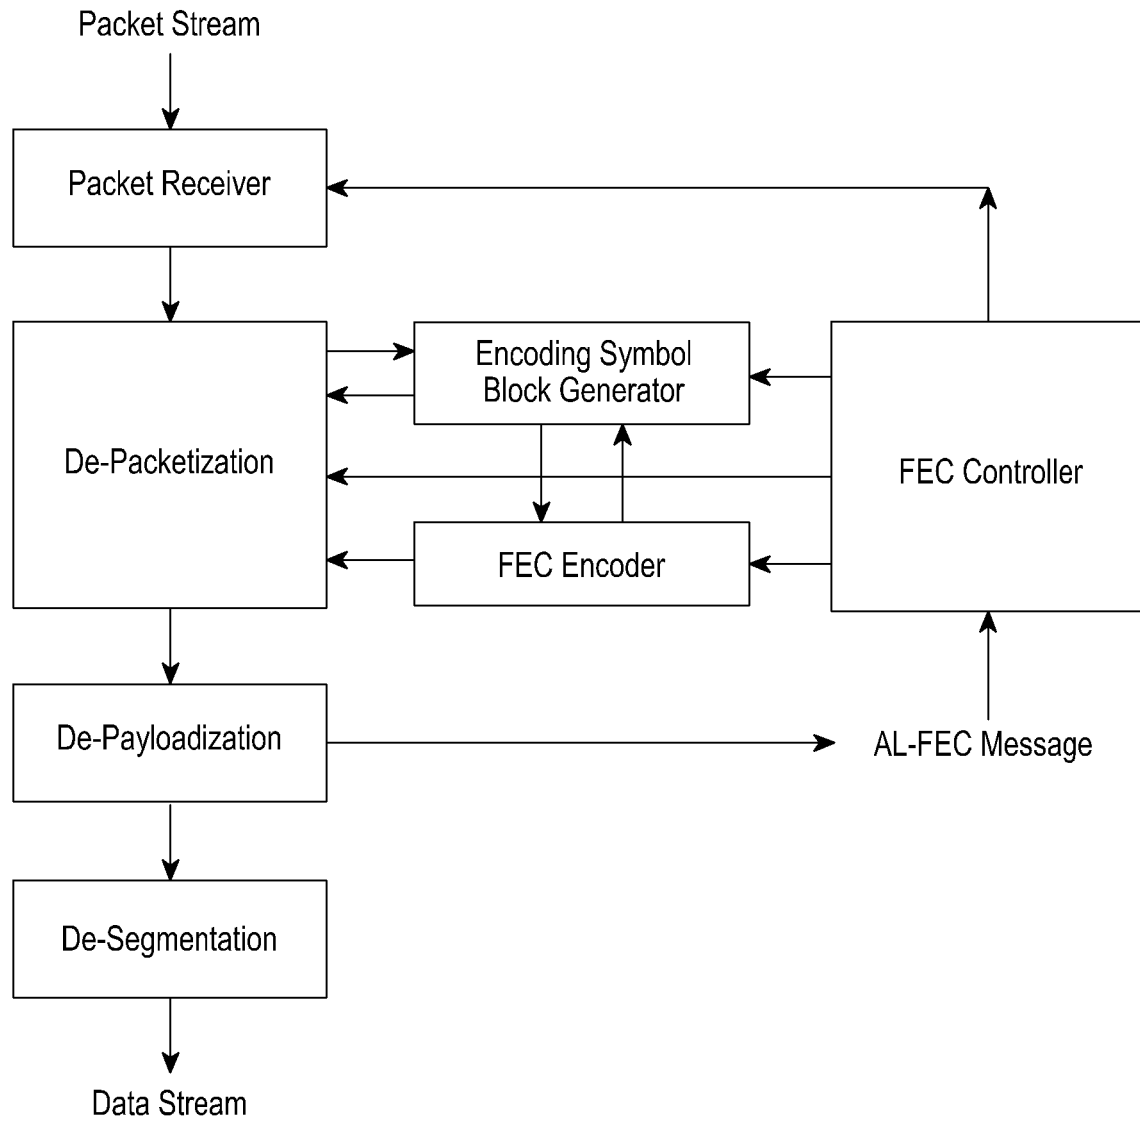 Packet Stream
Packet Receiver
Encoding Symbol
Block Generator
De-Packetization
FEC Controller
FEC Encoder
De-Payloadization
AL-FEC Message
De-Segmentation
Data Stream